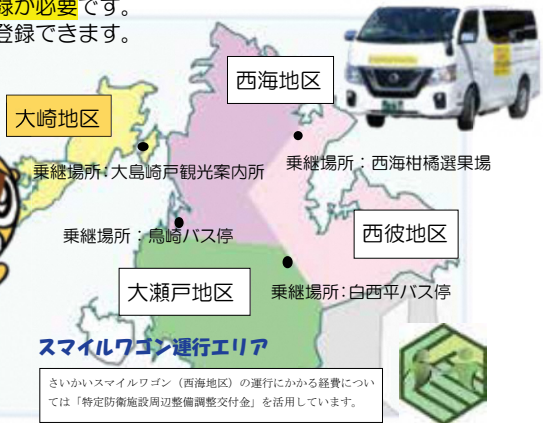 録が必要です。
登録できます。
西海地区
大崎地区
乗継場所：大島崎戸観光案内所
乗継場所：西海柑橘選果場
乗継場所：鳥崎バス停
西彼地区
大瀬戸地区
乗継場所：白西平バス停
スマイルワゴン運行エリア
さいかいスマイルワゴン（西海地区）の運行にかかる経費につい
ては「特定防衛施設周辺整備調整交付金」を活用しています。